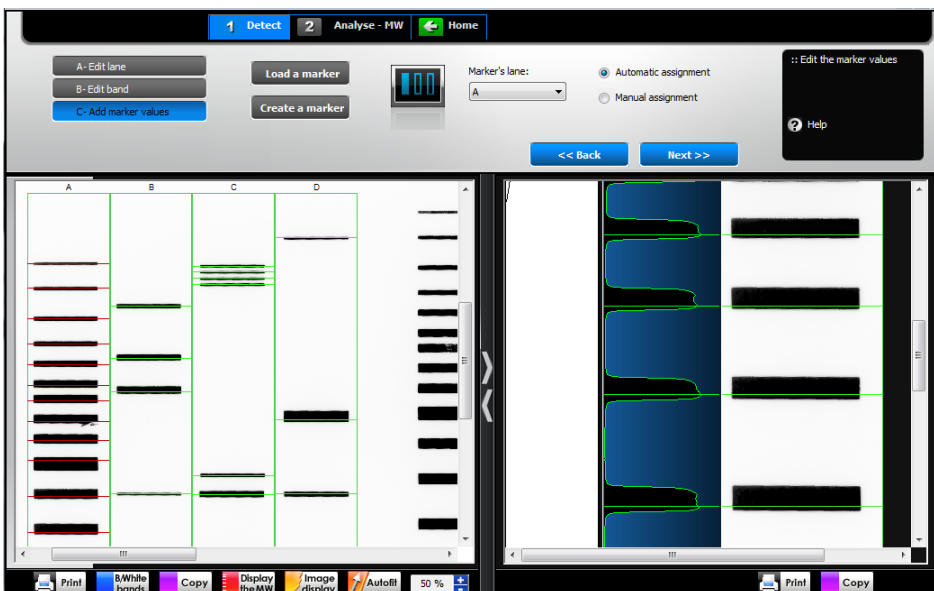 1 Detect 2 Analyse - MW Home
A- Edit lane
B- Edit band
C- Add marker values
Load a marker
Create a marker
Marker's lane:
A
Automatic assignment
Manual assignment
<< Back Next >>
:: Edit the marker values
? Help
A B C D
Print
B/White bands
Copy
Display the MW
Image display
Autofit
50 %
Print
Copy